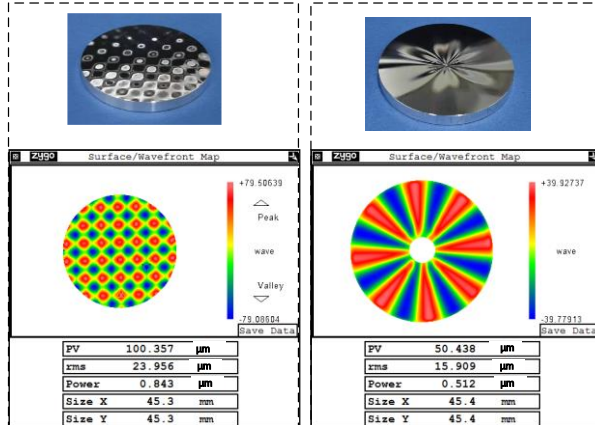 zygo Surface/Wavefront Map
+79.60639
Peak
wave
Valley
-79.08604
Save Data
PV 100.357 µm
rms 23.956 µm
Power 0.843 µm
Size X 45.3 mm
Size Y 45.3 mm
zygo Surface/Wavefront Map
+39.92737
wave
-39.77913
Save Data
PV 50.438 µm
rms 15.909 µm
Power 0.512 µm
Size X 45.4 mm
Size Y 45.4 mm